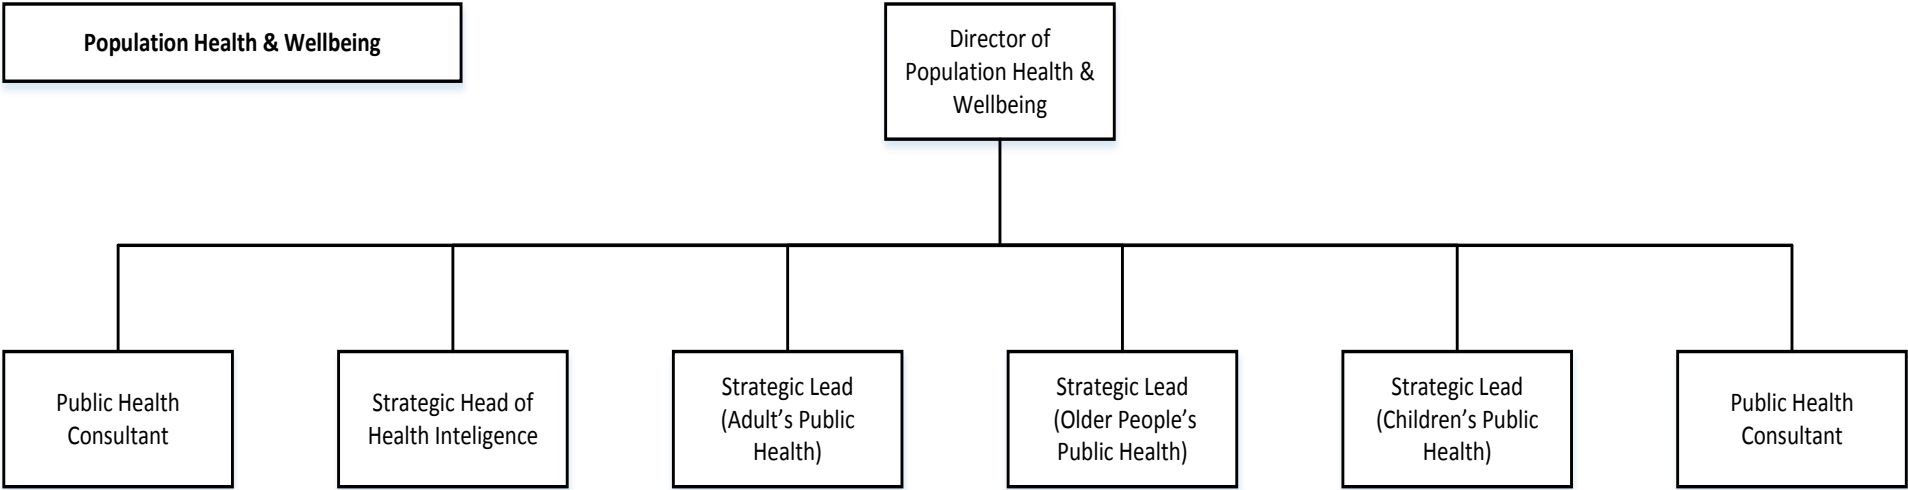 Population Health & Wellbeing
Director of
Population Health &
Wellbeing
Public Health
Consultant
Strategic Head of
Health Inteligence
Strategic Lead
(Adult’s Public
Health)
Strategic Lead
(Older People’s
Public Health)
Strategic Lead
(Children’s Public
Health)
Public Health
Consultant